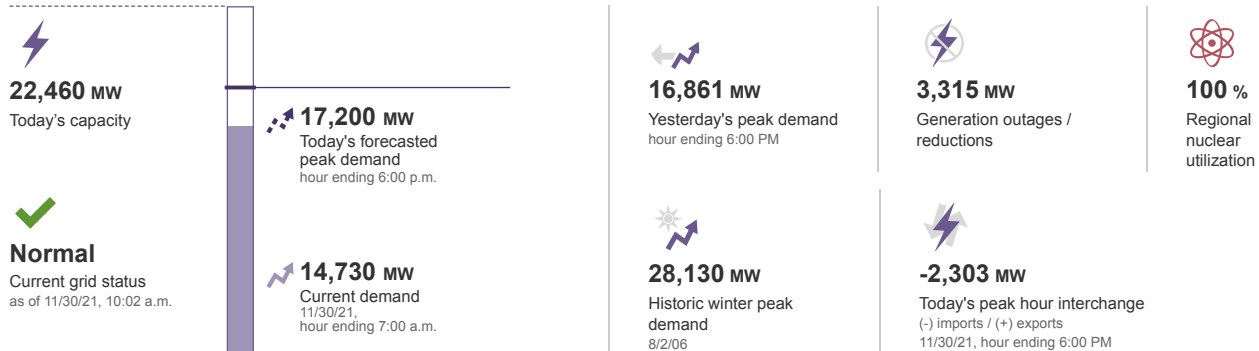 22,460 MW
Today's capacity
Normal
Current grid status
as of 11/30/21, 10:02 a.m.
17,200 MW
Today's forecasted
peak demand
hour ending 6:00 p.m.
14,730 MW
Current demand
11/30/21,
hour ending 7:00 a.m.
16,861 MW
Yesterday's peak demand
hour ending 6:00 PM
3,315 MW
Generation outages /
reductions
100 %
Regional
nuclear
utilization
28,130 MW
Historic winter peak
demand
8/2/06
-2,303 MW
Today's peak hour interchange
(-) imports / (+) exports
11/30/21, hour ending 6:00 PM